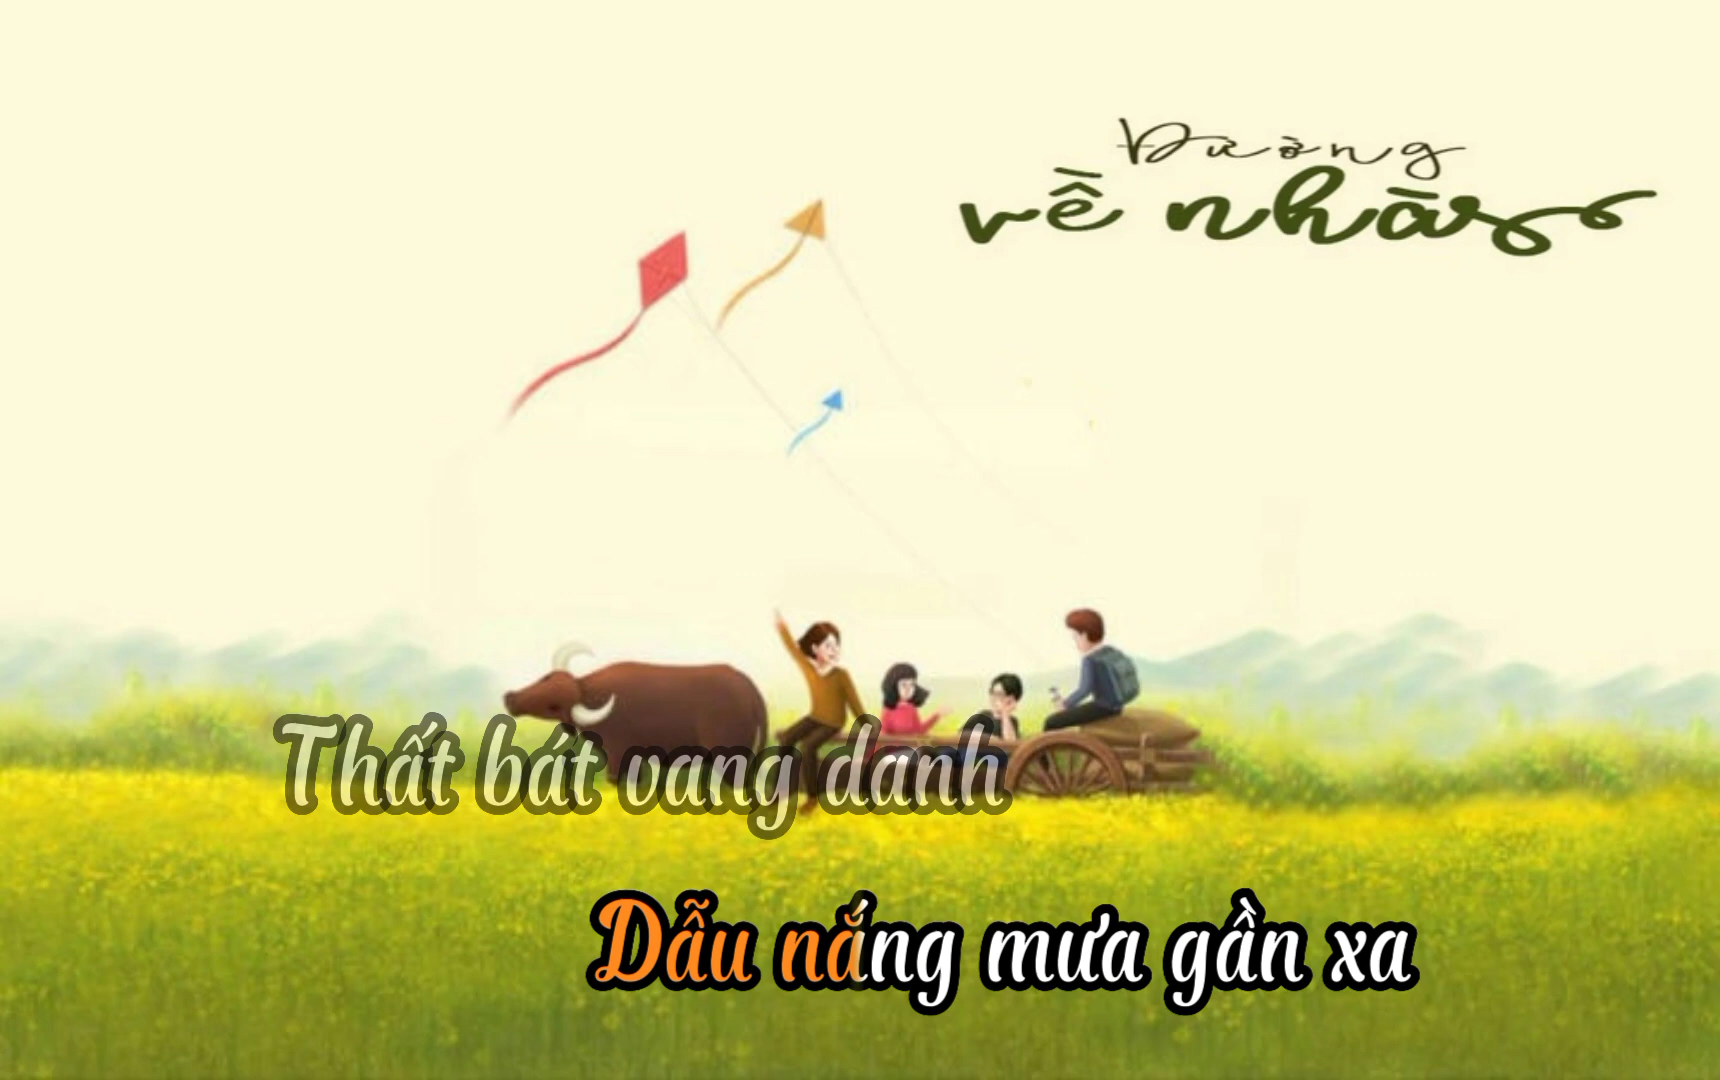 Đường
về nhà
Thất bát vang danh
Dẫu nắng mưa gần xa